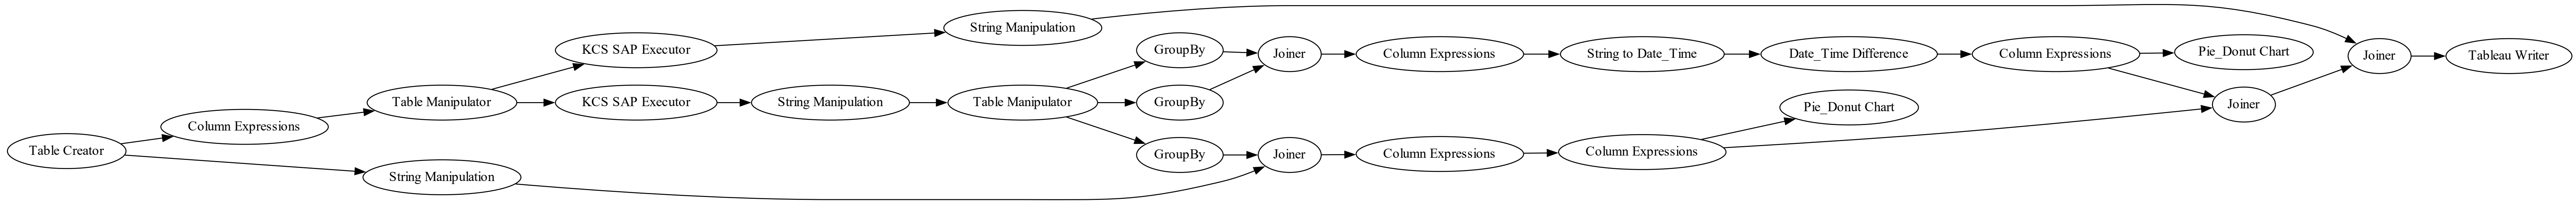 Table Creator
Column Expressions
String Manipulation
Table Manipulator
KCS SAP Executor
KCS SAP Executor
String Manipulation
String Manipulation
Table Manipulator
GroupBy
GroupBy
GroupBy
Joiner
Joiner
Column Expressions
Column Expressions
String to Date_Time
Column Expressions
Date_Time Difference
Pie_Donut Chart
Column Expressions
Pie_Donut Chart
Joiner
Joiner
Tableau Writer